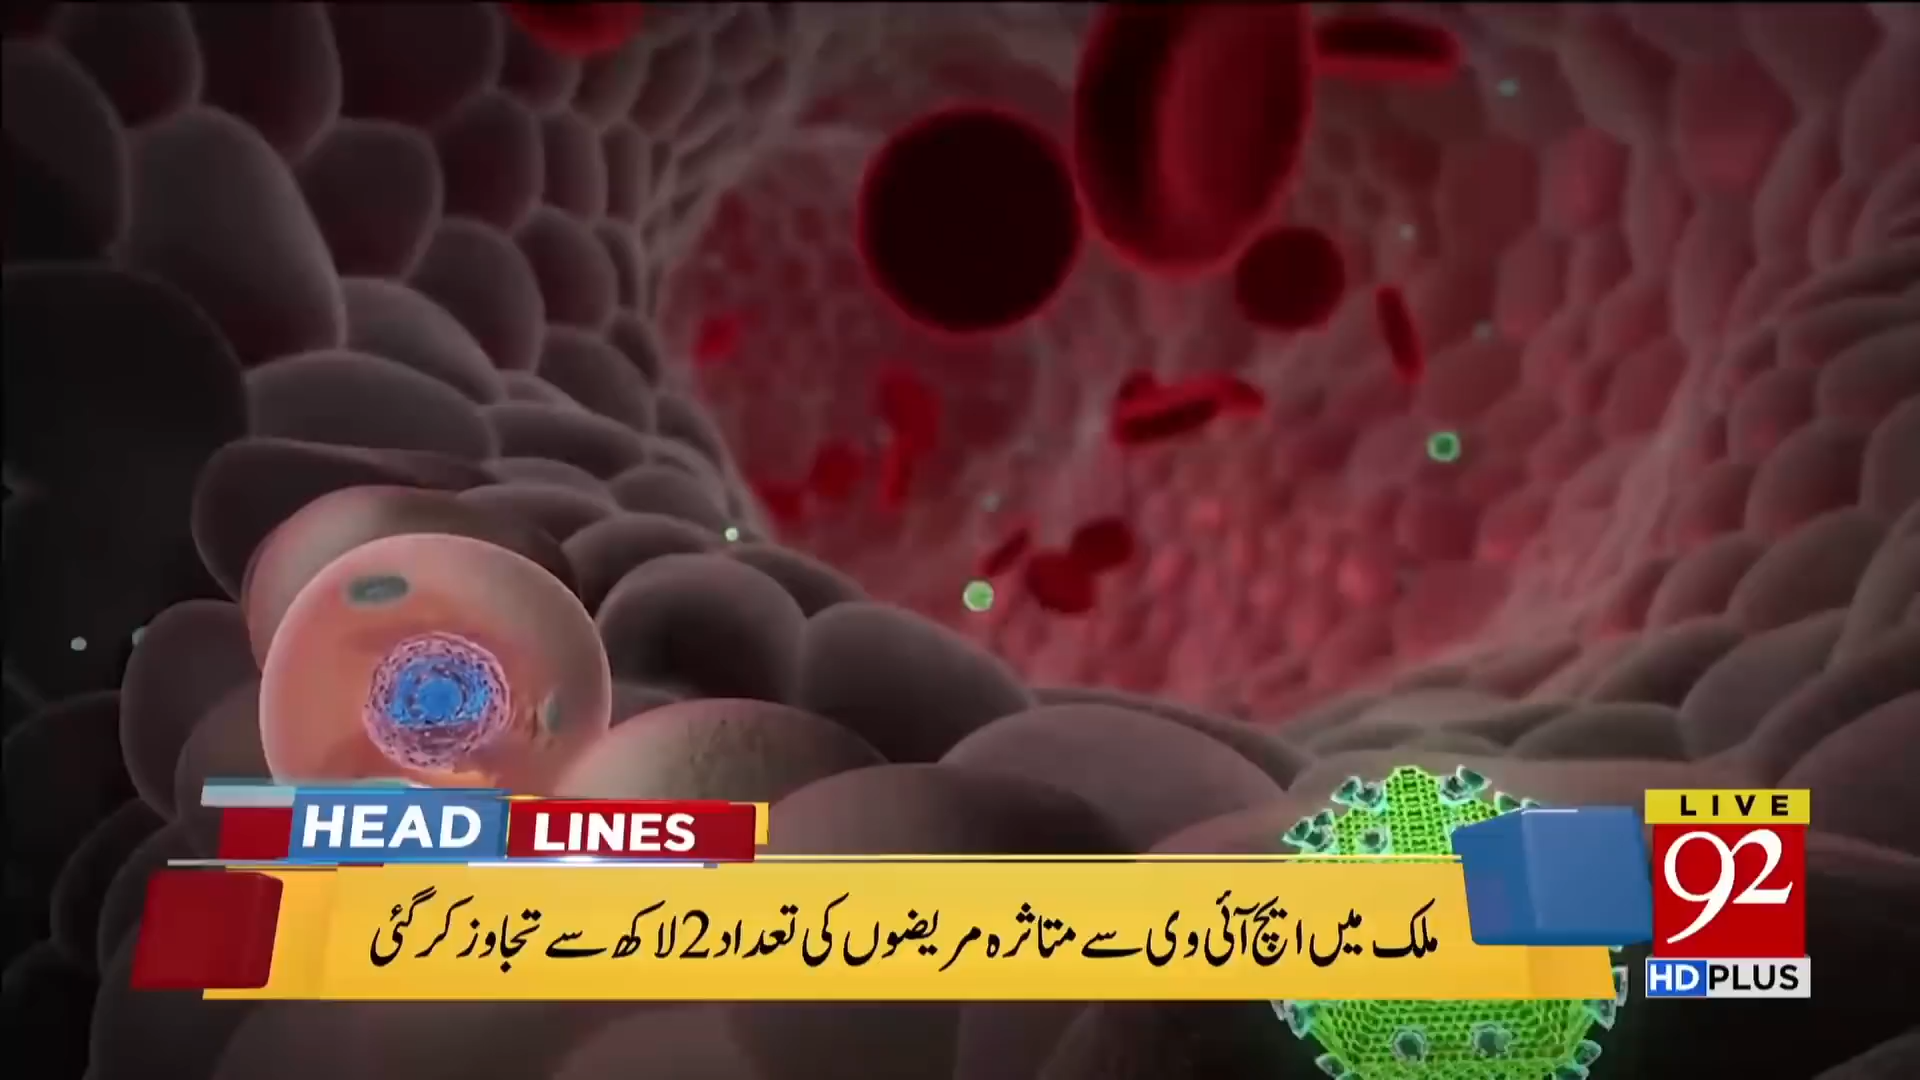 HEAD LINES
ملک میں ایچ آئی وی سے متاثرہ مریضوں کی تعداد 2 لاکھ سے تجاوز کر گئی
LIVE
92
HD PLUS